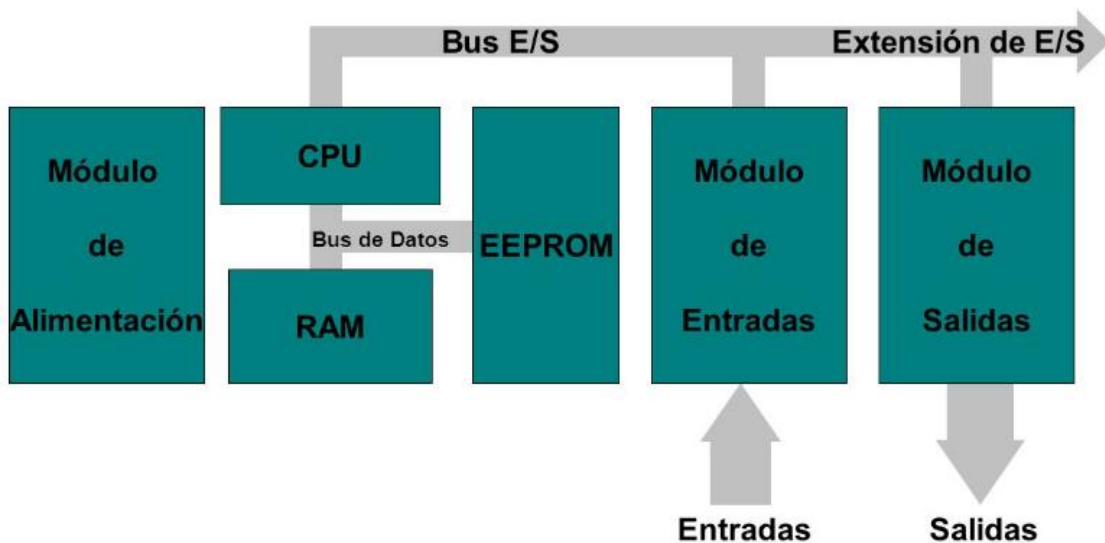 Bus E/S
Extensión de E/S
Módulo
de
Alimentación
CPU
Bus de Datos
RAM
EEPROM
Módulo
de
Entradas
Módulo
de
Salidas
Entradas
Salidas